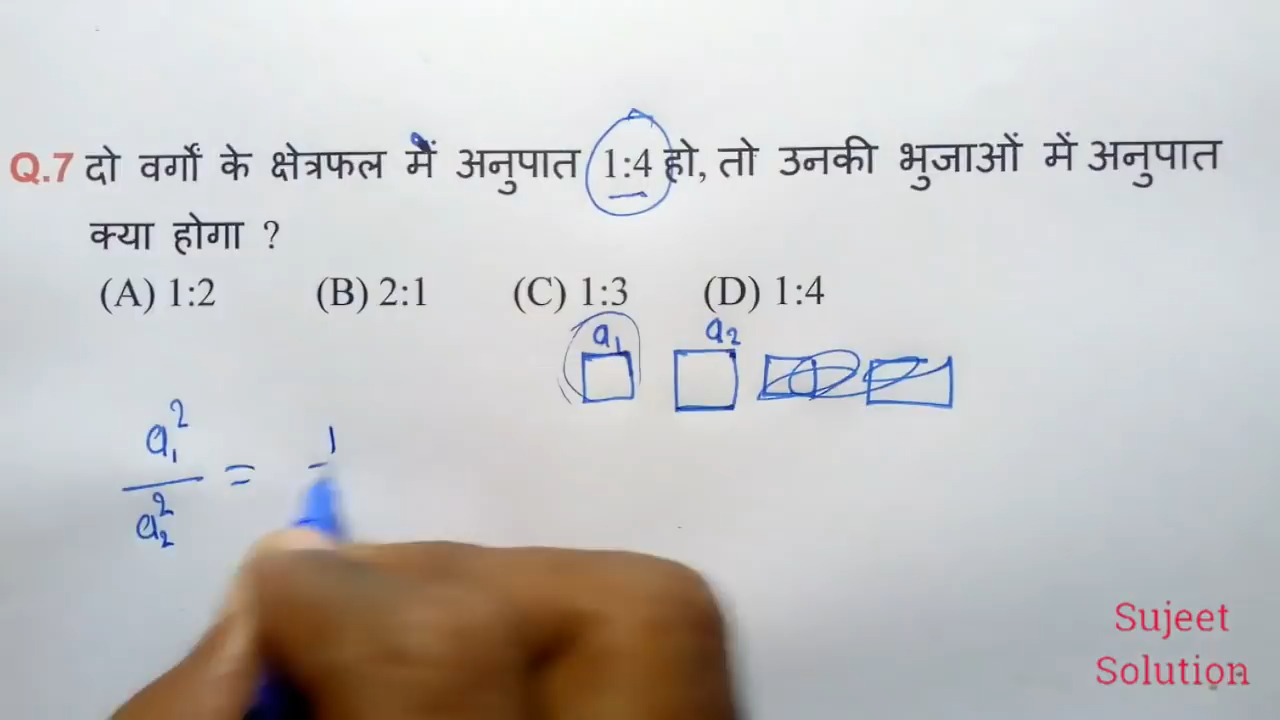 Q.7 दो वर्गों के क्षेत्रफल में अनुपात 1:4 हो, तो उनकी भुजाओं में अनुपात
क्या होगा ?
(A) 1:2 (B) 2:1 (C) 1:3 (D) 1:4
a₁ a₂
a₁² / a₂² = 1
Sujeet
Solution